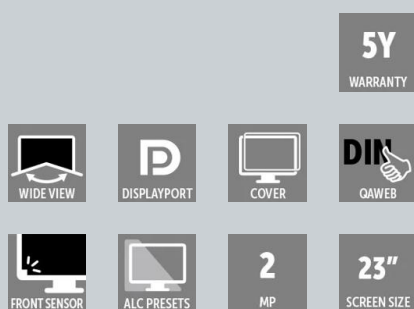 5Y
WARRANTY
WIDE VIEW
DISPLAYPORT
COVER
DIN
QAWEB
FRONT SENSOR
ALC PRESETS
2
MP
23"
SCREEN SIZE